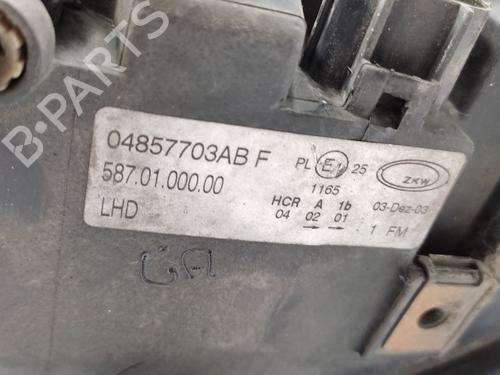 B-PARTS
04857703AB F
587.01.000.00
LHD
PL E1 25
1165
HCR A 1b
04 02 01
ZKW
03-Dez-03
1 FM
GA